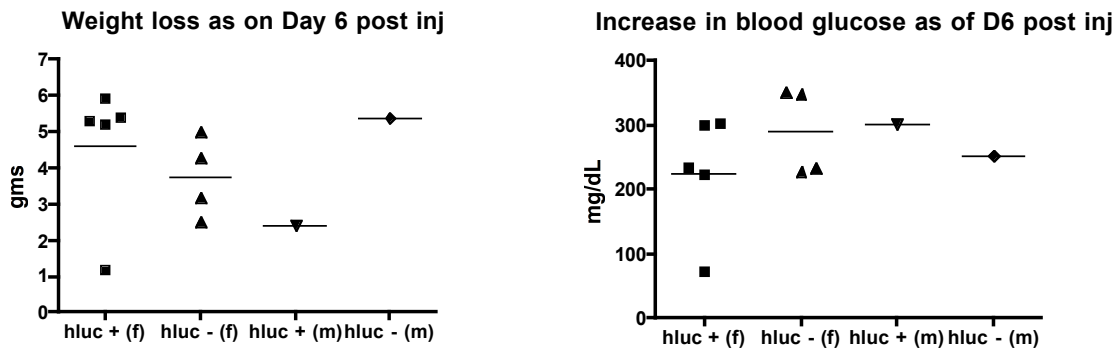 Weight loss as on Day 6 post inj
7
6
5
4
3
2
1
0
gms
hluc + (f) hluc - (f) hluc + (m) hluc - (m)
Increase in blood glucose as of D6 post inj
400
300
200
100
0
mg/dL
hluc + (f) hluc - (f) hluc + (m) hluc - (m)